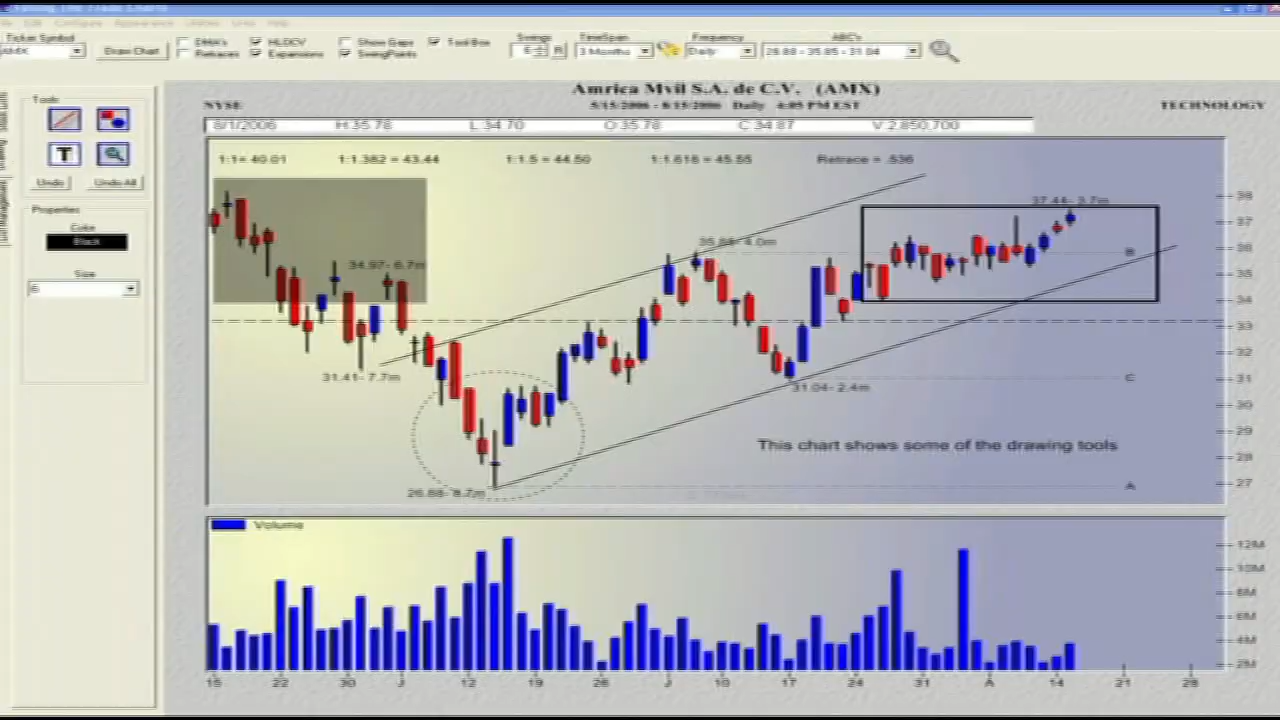 Ticket Symbol
Draw Chart
DMA's
Retraces
HLOCV
Expansions
Show Gaps
SwingPoints
Tool Box
Swings
6
R
TimeSpan
3 Months
Frequency
Daily
ABC's
26.88 - 35.85 - 31.04
Amrica Mvil S.A. de C.V. (AMX)
NYSE
5/15/2006 - 8/15/2006 Daily 4:05 PM EST
TECHNOLOGY
8/1/2006 H:35.78 L:34.70 O:35.78 C:34.87 V:2,850,700
1:1= 40.01 1:1.382 = 43.44 1:1.5 = 44.50 1:1.618 = 45.55 Retrace = .536
Tools
T
Undo
Undo All
Properties
Color
Black
Size
6
37.44- 3.7m
34.97- 6.7m
31.41- 7.7m
26.88- 8.7m
31.04- 2.4m
B
C
A
This chart shows some of the drawing tools
38
37
36
35
34
33
32
31
30
29
28
27
Volume
12M
10M
8M
6M
4M
2M
15 22 30 J 12 19 26 J 10 17 24 31 A 14 21 28